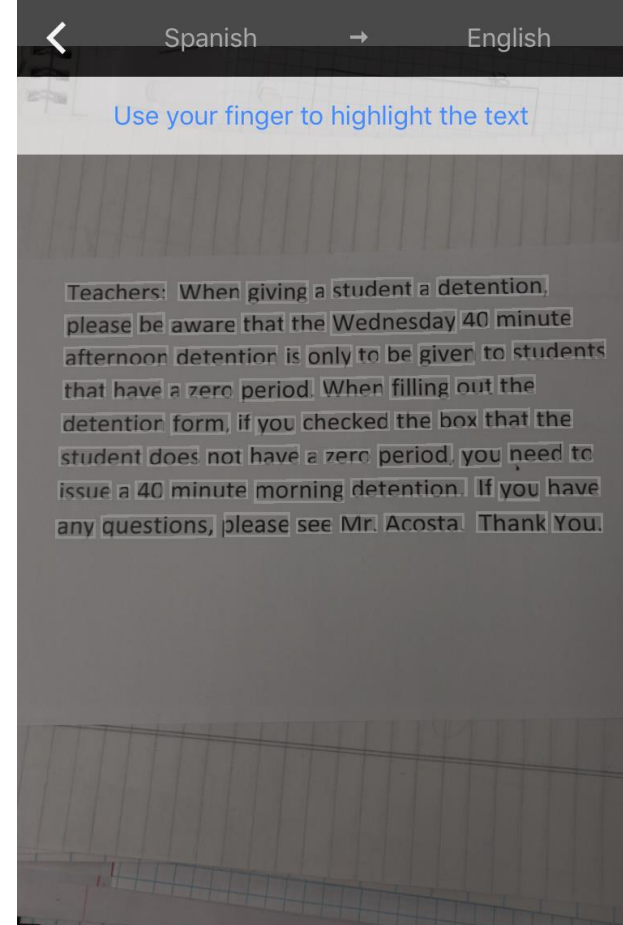 Spanish → English
Use your finger to highlight the text
Teachers: When giving a student a detention,
please be aware that the Wednesday 40 minute
afternoon detention is only to be given to students
that have a zero period. When filling out the
detention form, if you checked the box that the
student does not have a zero period, you need to
issue a 40 minute morning detention. If you have
any questions, please see Mr. Acosta. Thank You.